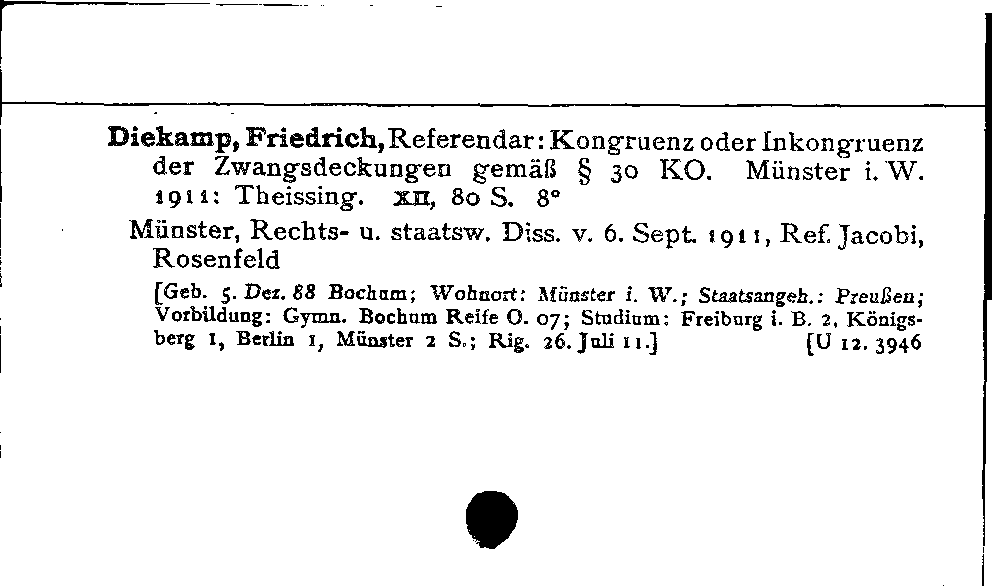 Diekamp, Friedrich, Referendar: Kongruenz oder Inkongruenz
der Zwangsdeckungen gemäß § 30 KO. Münster i. W.
1911: Theissing. XII, 80 S. 8°
Münster, Rechts- u. staatsw. Diss. v. 6. Sept. 1911, Ref. Jacobi,
Rosenfeld
[Geb. 5. Dez. 88 Bochum; Wohnort: Münster i. W.; Staatsangeh.: Preußen;
Vorbildung: Gymn. Bochum Reife O. 07; Studium: Freiburg i. B. 2, Königs-
berg 1, Berlin 1, Münster 2 S.; Rig. 26. Juli 11.] [U 12. 3946